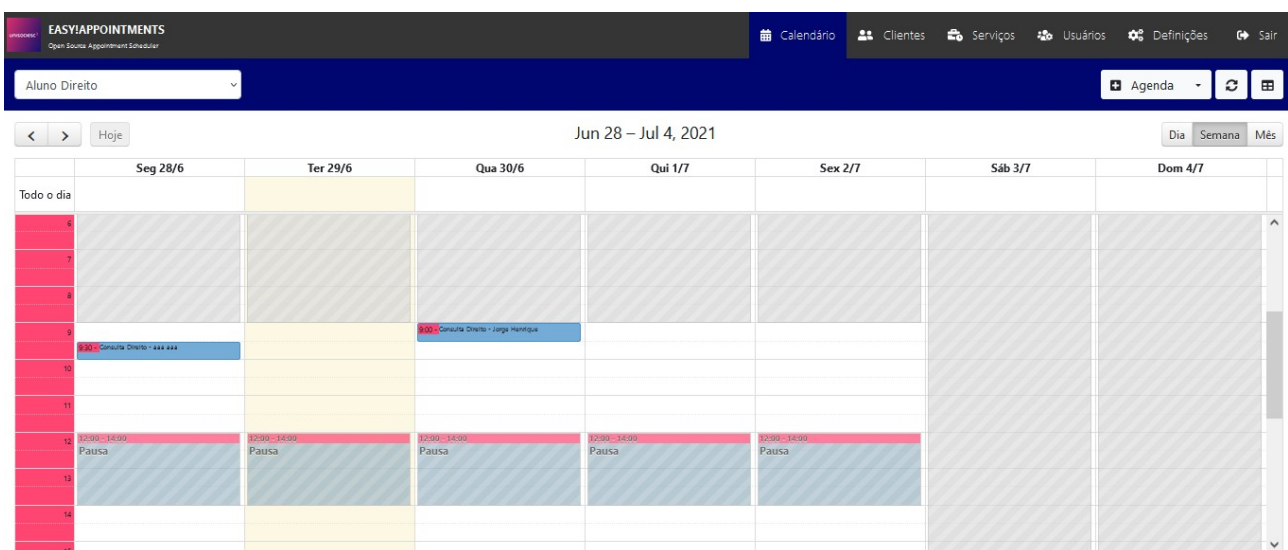 EASY!APPOINTMENTS
Open Source Appointment Scheduler
Calendário Clientes Serviços Usuários Definições Sair
Aluno Direito
Agenda
Hoje
Jun 28 – Jul 4, 2021
Dia Semana Mês
Seg 28/6 Ter 29/6 Qua 30/6 Qui 1/7 Sex 2/7 Sáb 3/7 Dom 4/7
Todo o dia
6
7
8
9
9:00 - Consulta Direito - Jorge Henrique
9:30 - Consulta Direito - aaa aaa
10
11
12 12:00 - 14:00 12:00 - 14:00 12:00 - 14:00 12:00 - 14:00 12:00 - 14:00
Pausa Pausa Pausa Pausa Pausa
13
14